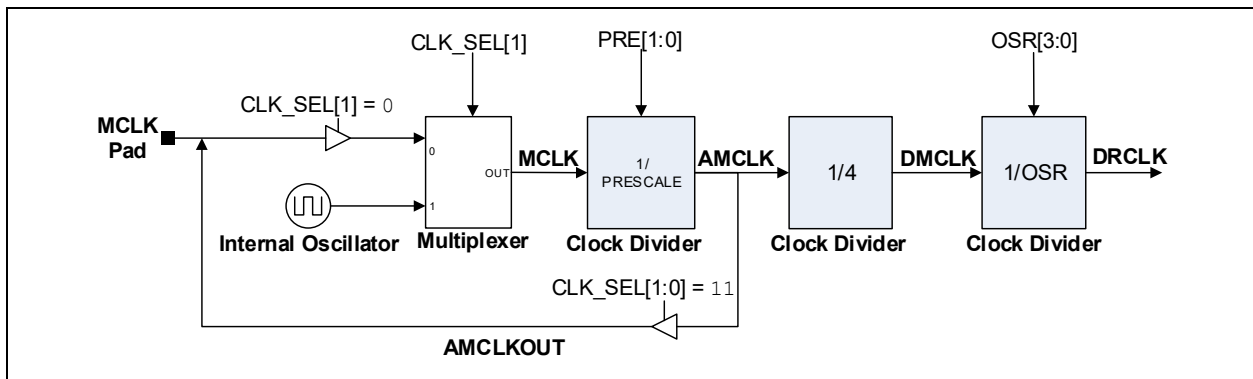 CLK_SEL[1]
PRE[1:0]
OSR[3:0]
CLK_SEL[1] = 0
MCLK
Pad
0
1
OUT
MCLK
1/
PRESCALE
AMCLK
1/4
DMCLK
1/OSR
DRCLK
Internal Oscillator
Multiplexer
Clock Divider
Clock Divider
Clock Divider
CLK_SEL[1:0] = 11
AMCLKOUT